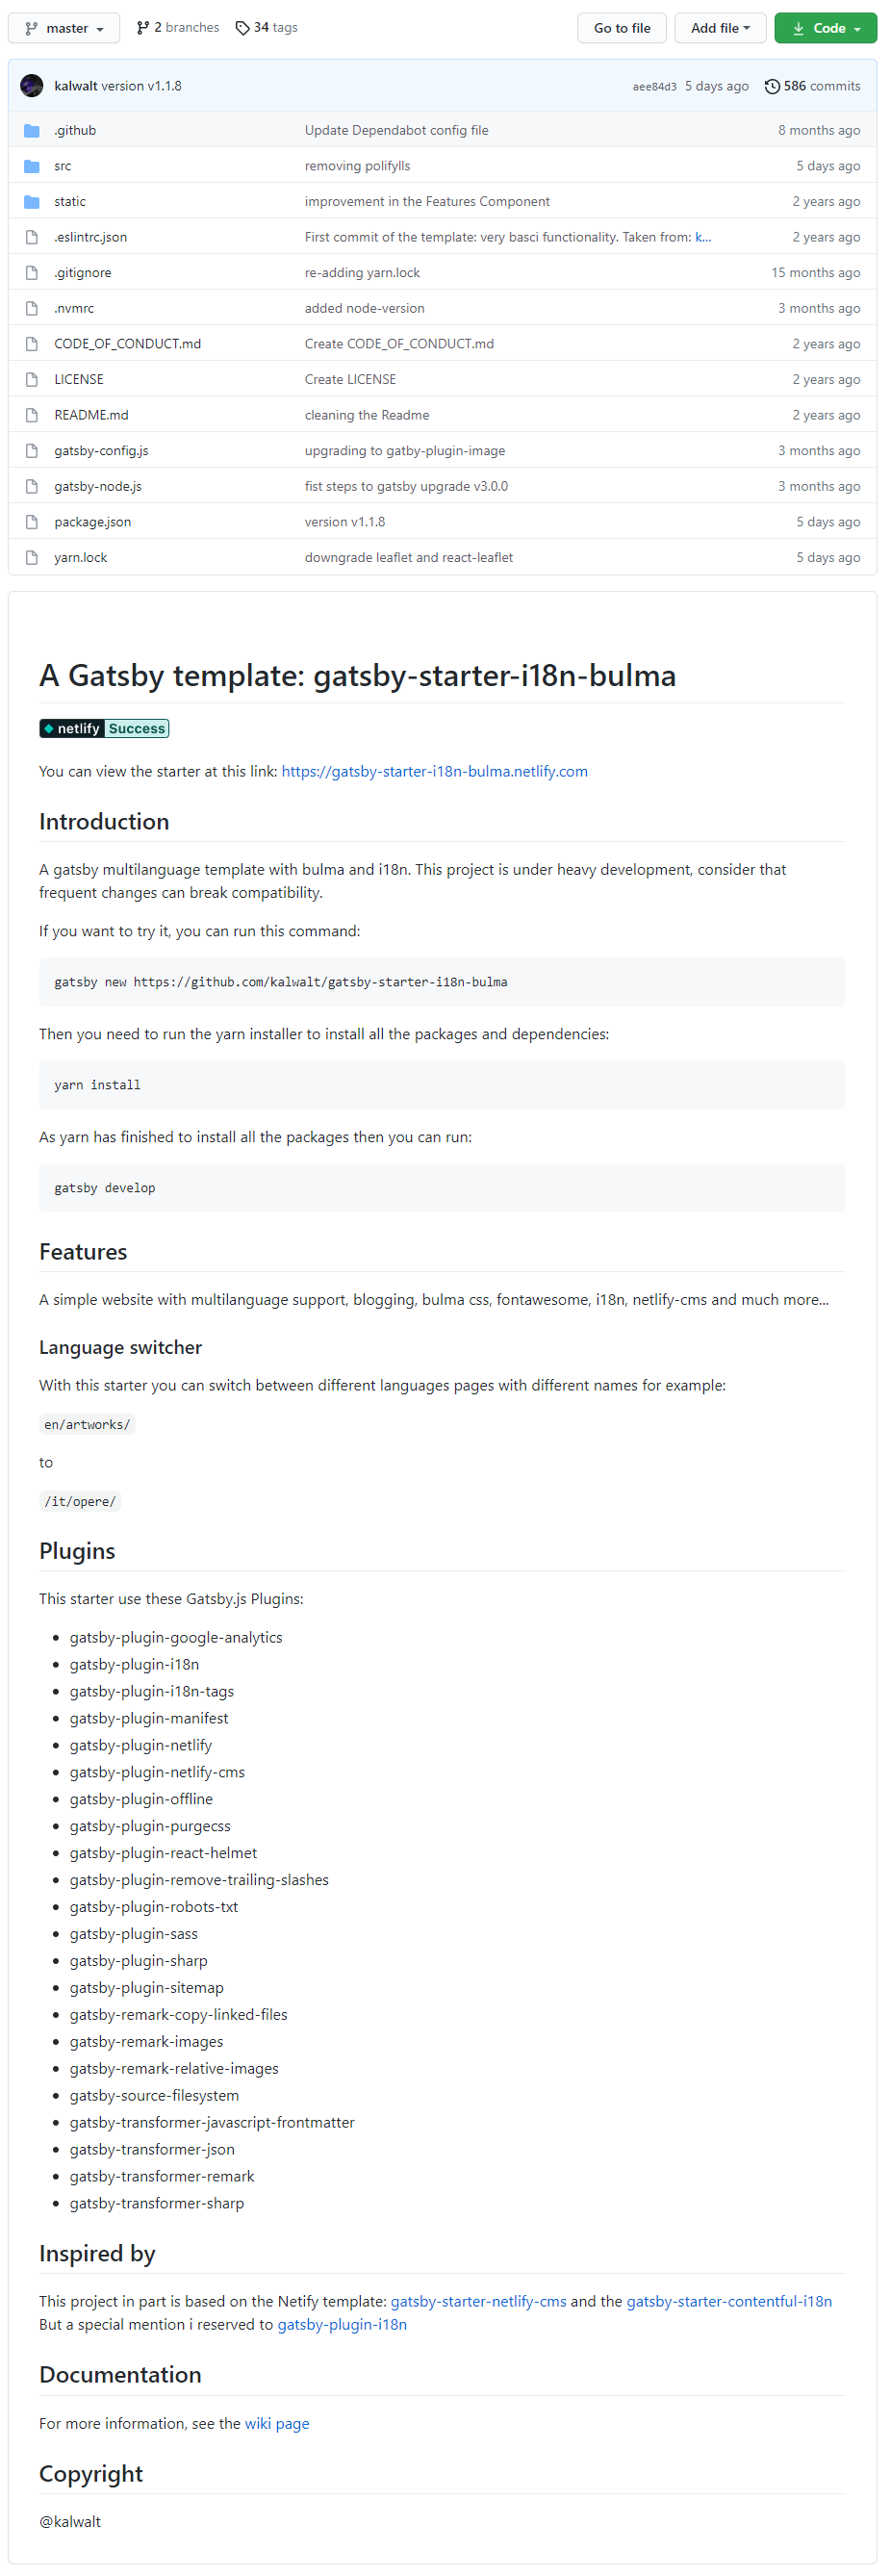 master 2 branches 34 tags Go to file Add file Code
kalwalt version v1.1.8 aee84d3 5 days ago 586 commits
.github Update Dependabot config file 8 months ago
src removing polifylls 5 days ago
static improvement in the Features Component 2 years ago
.eslintrc.json First commit of the template: very basci functionality. Taken from: k... 2 years ago
.gitignore re-adding yarn.lock 15 months ago
.nvmrc added node-version 3 months ago
CODE_OF_CONDUCT.md Create CODE_OF_CONDUCT.md 2 years ago
LICENSE Create LICENSE 2 years ago
README.md cleaning the Readme 2 years ago
gatsby-config.js upgrading to gatby-plugin-image 3 months ago
gatsby-node.js fist steps to gatsby upgrade v3.0.0 3 months ago
package.json version v1.1.8 5 days ago
yarn.lock downgrade leaflet and react-leaflet 5 days ago
A Gatsby template: gatsby-starter-i18n-bulma
netlify Success
You can view the starter at this link: https://gatsby-starter-i18n-bulma.netlify.com
Introduction
A gatsby multilanguage template with bulma and i18n. This project is under heavy development, consider that
frequent changes can break compatibility.
If you want to try it, you can run this command:
gatsby new https://github.com/kalwalt/gatsby-starter-i18n-bulma
Then you need to run the yarn installer to install all the packages and dependencies:
yarn install
As yarn has finished to install all the packages then you can run:
gatsby develop
Features
A simple website with multilanguage support, blogging, bulma css, fontawesome, i18n, netlify-cms and much more...
Language switcher
With this starter you can switch between different languages pages with different names for example:
en/artworks/
to
/it/opere/
Plugins
This starter use these Gatsby.js Plugins:
• gatsby-plugin-google-analytics
• gatsby-plugin-i18n
• gatsby-plugin-i18n-tags
• gatsby-plugin-manifest
• gatsby-plugin-netlify
• gatsby-plugin-netlify-cms
• gatsby-plugin-offline
• gatsby-plugin-purgecss
• gatsby-plugin-react-helmet
• gatsby-plugin-remove-trailing-slashes
• gatsby-plugin-robots-txt
• gatsby-plugin-sass
• gatsby-plugin-sharp
• gatsby-plugin-sitemap
• gatsby-remark-copy-linked-files
• gatsby-remark-images
• gatsby-remark-relative-images
• gatsby-source-filesystem
• gatsby-transformer-javascript-frontmatter
• gatsby-transformer-json
• gatsby-transformer-remark
• gatsby-transformer-sharp
Inspired by
This project in part is based on the Netify template: gatsby-starter-netlify-cms and the gatsby-starter-contentful-i18n
But a special mention i reserved to gatsby-plugin-i18n
Documentation
For more information, see the wiki page
Copyright
@kalwalt